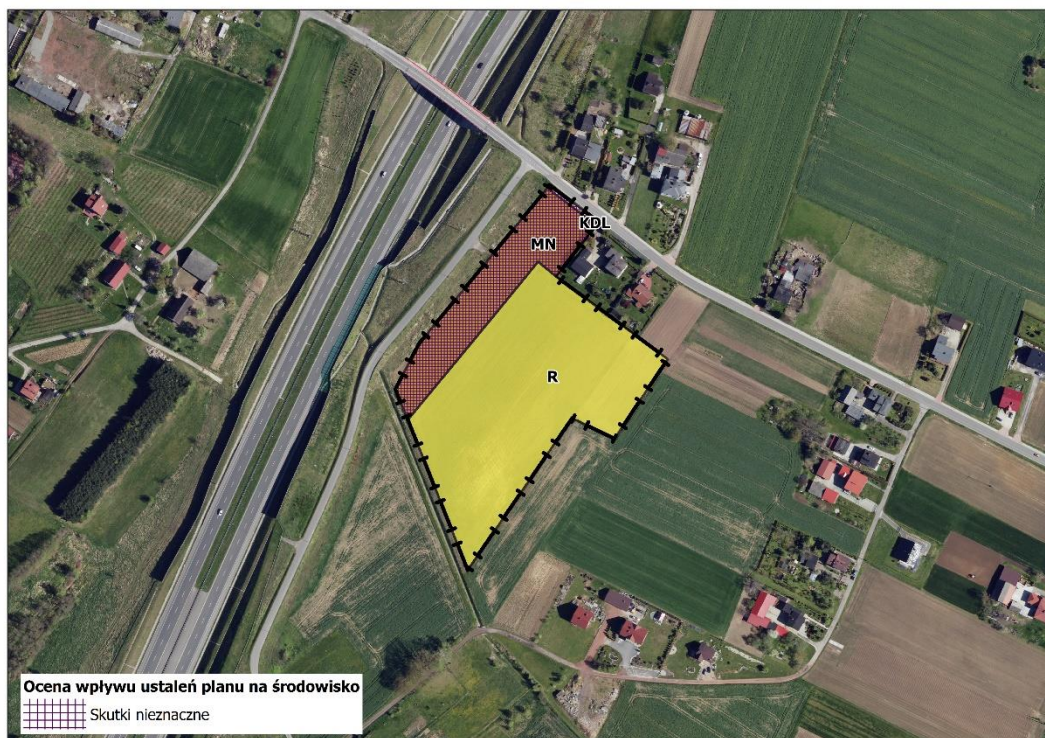 KDL
MN
R
Ocena wpływu ustaleń planu na środowisko
Skutki nieznaczne